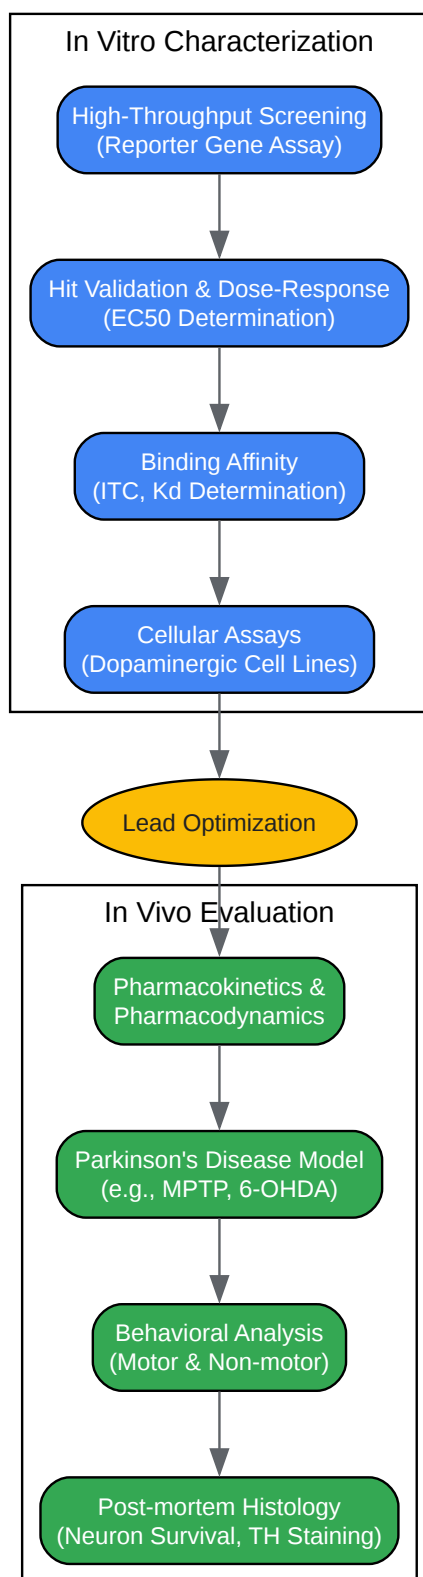 In Vitro Characterization
High-Throughput Screening
(Reporter Gene Assay)
Hit Validation & Dose-Response
(EC50 Determination)
Binding Affinity
(ITC, Kd Determination)
Cellular Assays
(Dopaminergic Cell Lines)
Lead Optimization
In Vivo Evaluation
Pharmacokinetics &
Pharmacodynamics
Parkinson's Disease Model
(e.g., MPTP, 6-OHDA)
Behavioral Analysis
(Motor & Non-motor)
Post-mortem Histology
(Neuron Survival, TH Staining)